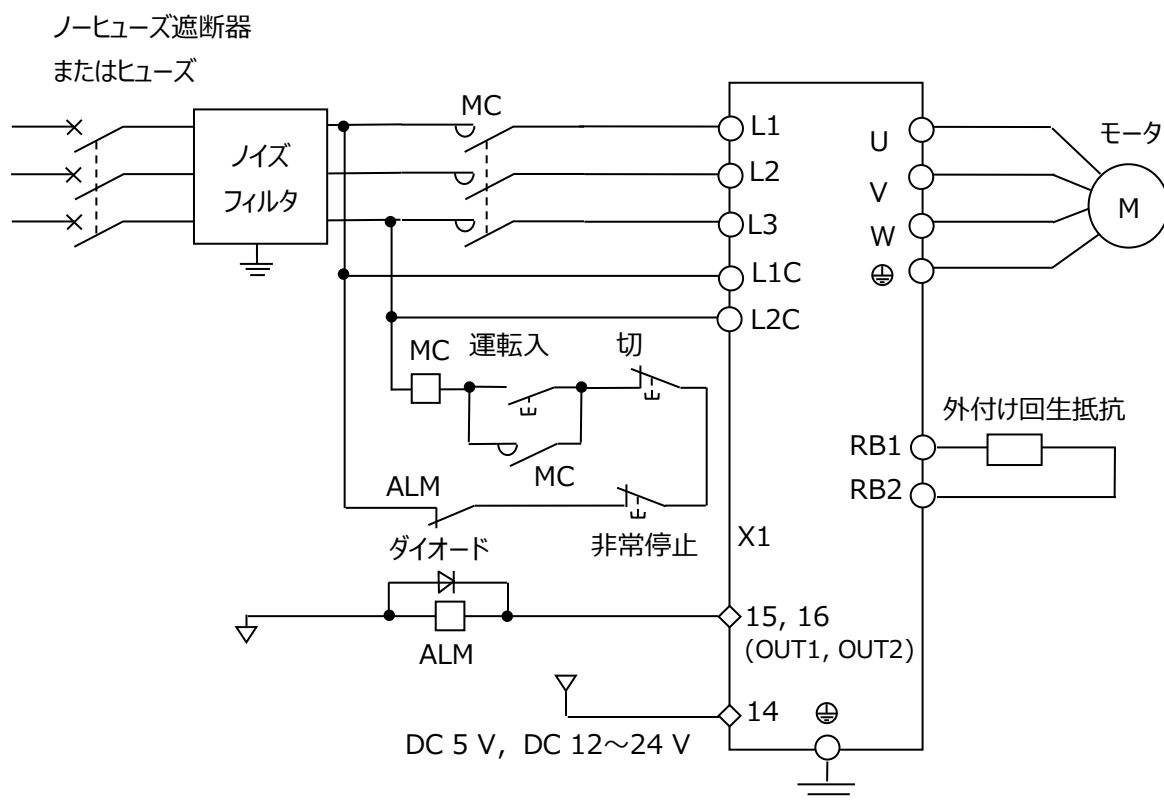 ノーヒューズ遮断器
またはヒューズ
ノイズ
フィルタ
MC
L1
L2
L3
L1C
L2C
U
V
W
モータ
M
MC
運転入
切
MC
ALM
非常停止
外付け回生抵抗
RB1
RB2
X1
ダイオード
ALM
15, 16
(OUT1, OUT2)
14
DC 5 V, DC 12～24 V